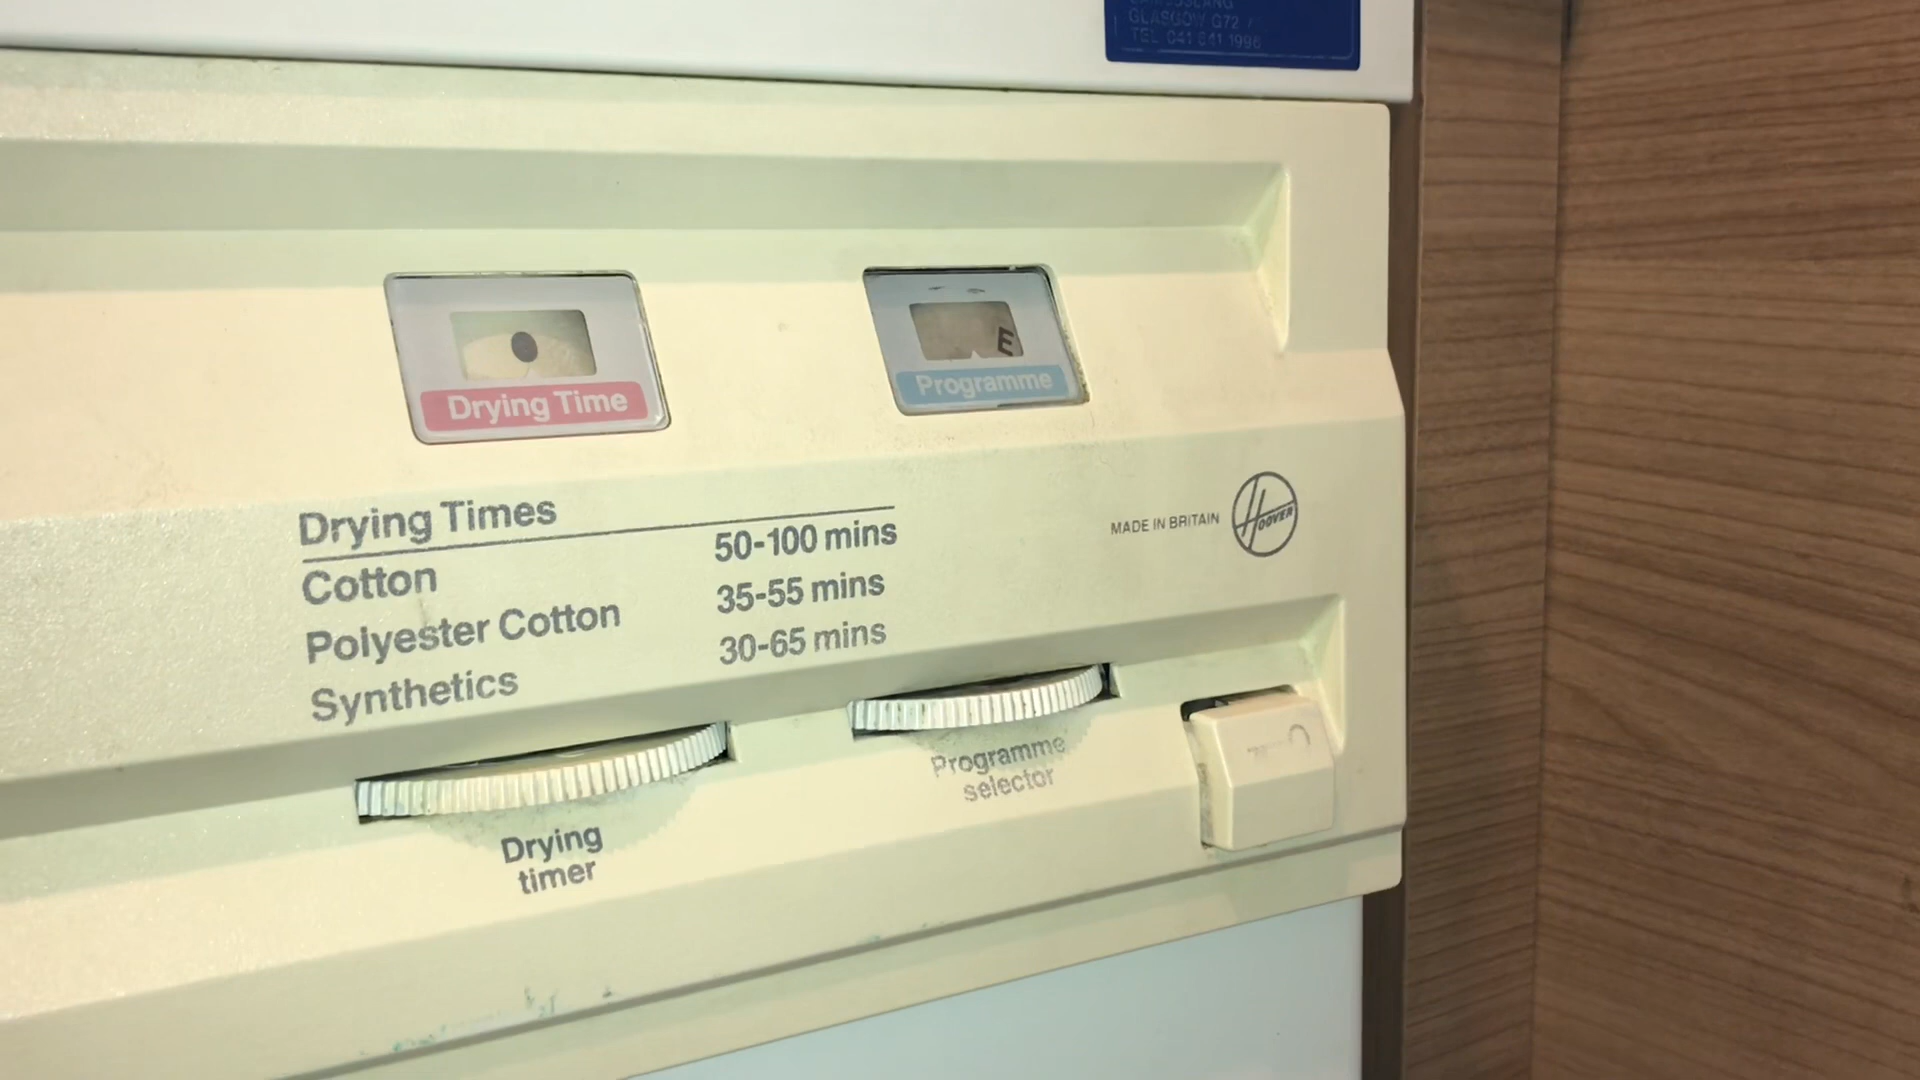 GLASGOW G72
TEL 041 641 1996
E
Drying Time
Programme
Drying Times
Cotton 50-100 mins
Polyester Cotton 35-55 mins
Synthetics 30-65 mins
MADE IN BRITAIN HOOVER
Programme
selector
Drying
timer